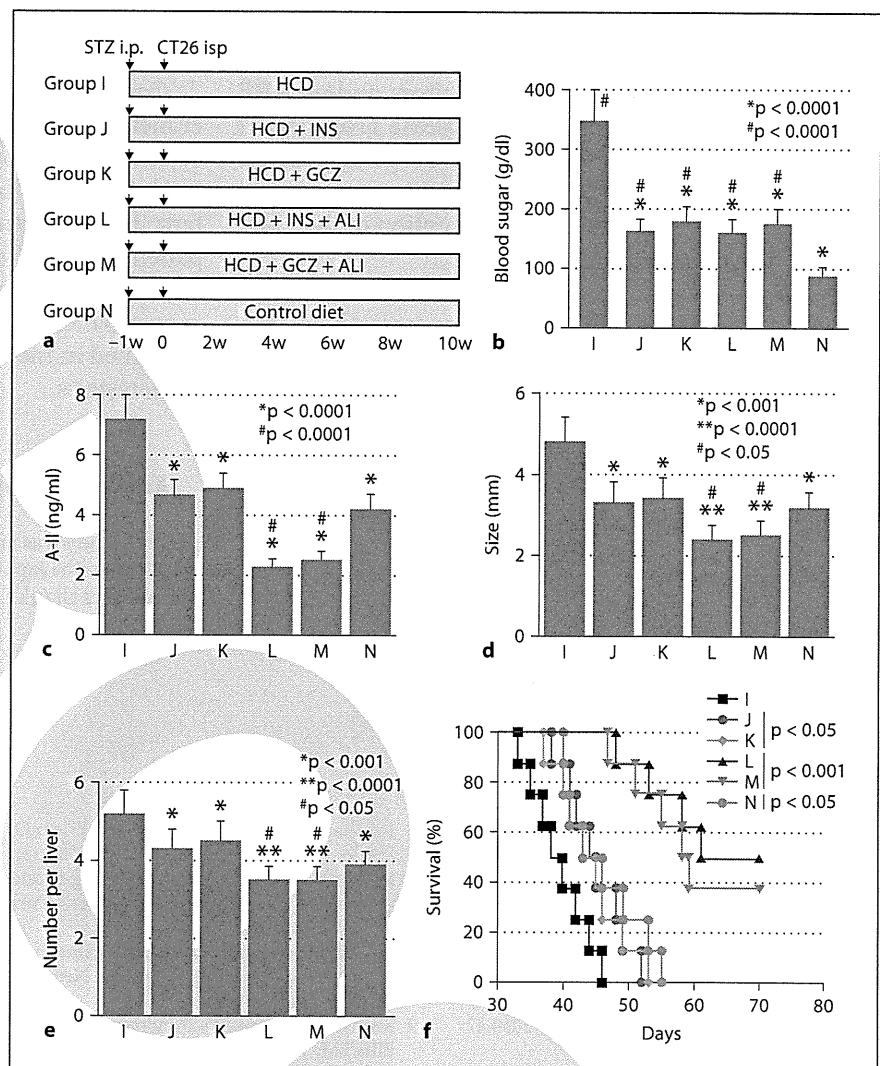 STZ i.p. CT26 isp
Group I HCD
Group J HCD + INS
Group K HCD + GCZ
Group L HCD + INS + ALI
Group M HCD + GCZ + ALI
Group N Control diet
a −1w 0 2w 4w 6w 8w 10w
Blood sugar (g/dl)
400
300
200
100
0
*p < 0.0001
#p < 0.0001
#
# # # #
* * * * *
b I J K L M N
A-II (ng/ml)
8
6
4
2
0
*p < 0.0001
#p < 0.0001
* * # # *
* *
c I J K L M N
Size (mm)
6
4
2
0
*p < 0.001
**p < 0.0001
#p < 0.05
* * # # *
** **
d I J K L M N
Number per liver
6
4
2
0
*p < 0.001
**p < 0.0001
#p < 0.05
* * # # *
** **
e I J K L M N
Survival (%)
100
80
60
40
20
0
I
J
K p < 0.05
L
M p < 0.001
N p < 0.05
30 40 50 60 70 80
f Days